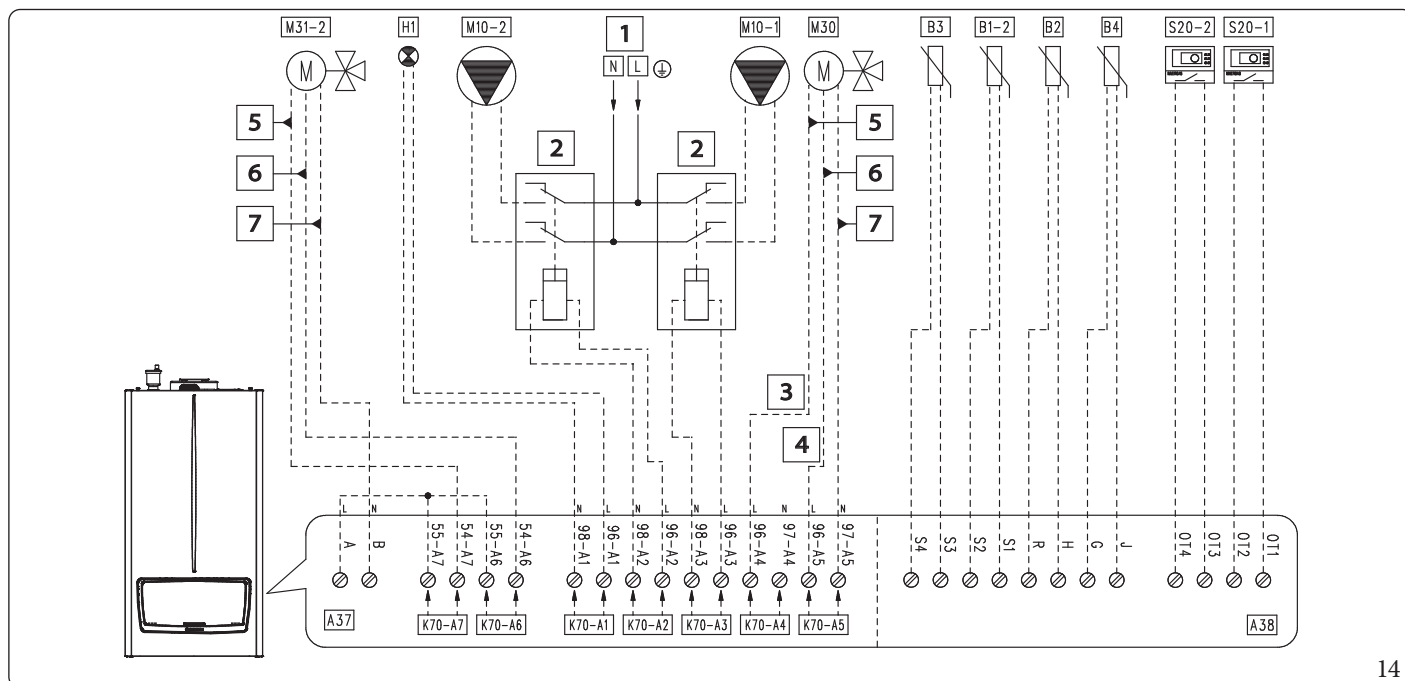 M31-2 H1 M10-2 1 M10-1 M30 B3 B1-2 B2 B4 S20-2 S20-1
M N L M
5 5
2 2
6 6
7 7
3
4
L N N L N L N L L N L N
A B 55-A7 54-A7 55-A6 54-A6 98-A1 96-A1 98-A2 96-A2 98-A3 96-A3 96-A4 97-A4 96-A5 97-A5 S4 S3 S2 S1 R H G J OT4 OT3 OT2 OT1
A37 K70-A7 K70-A6 K70-A1 K70-A2 K70-A3 K70-A4 K70-A5 A38
14